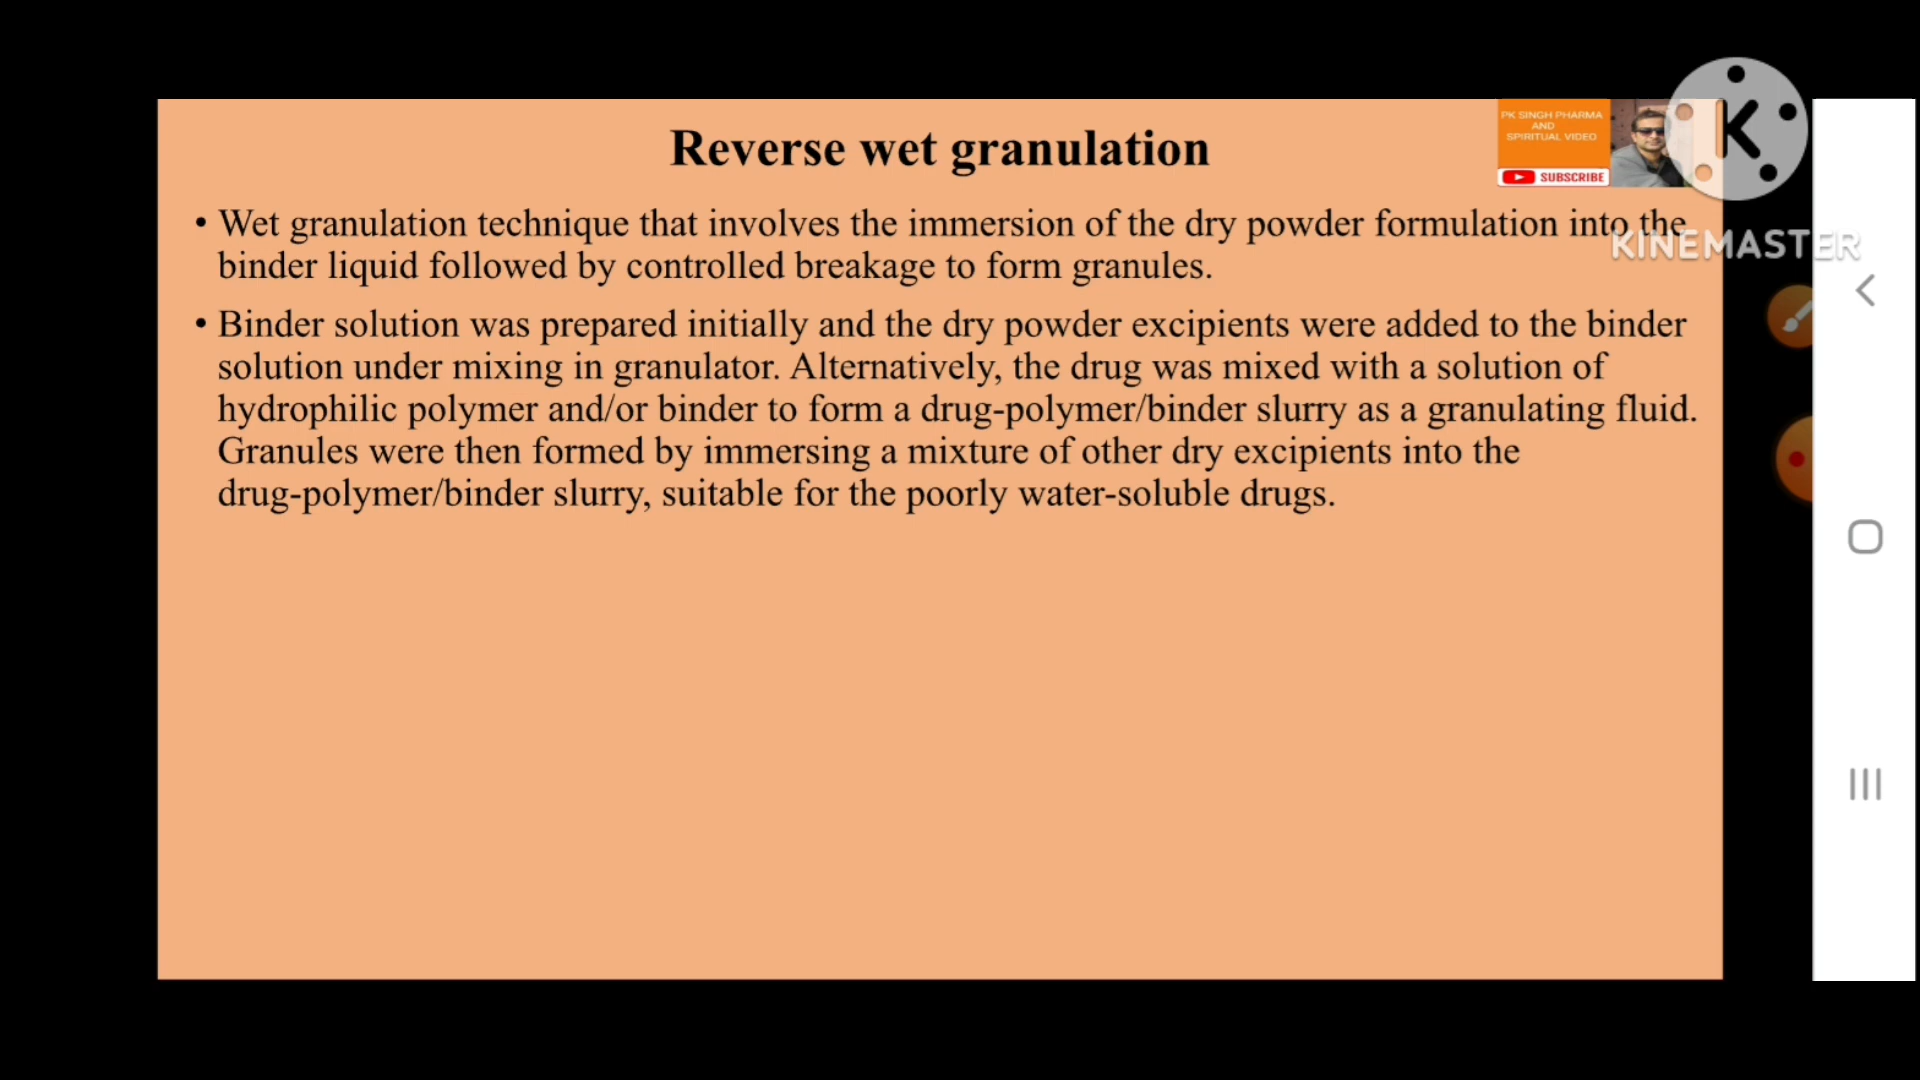 Reverse wet granulation
PK SINGH PHARMA
AND
SPIRITUAL VIDEO
SUBSCRIBE
K
KINEMASTER
• Wet granulation technique that involves the immersion of the dry powder formulation into the
binder liquid followed by controlled breakage to form granules.
• Binder solution was prepared initially and the dry powder excipients were added to the binder
solution under mixing in granulator. Alternatively, the drug was mixed with a solution of
hydrophilic polymer and/or binder to form a drug-polymer/binder slurry as a granulating fluid.
Granules were then formed by immersing a mixture of other dry excipients into the
drug-polymer/binder slurry, suitable for the poorly water-soluble drugs.